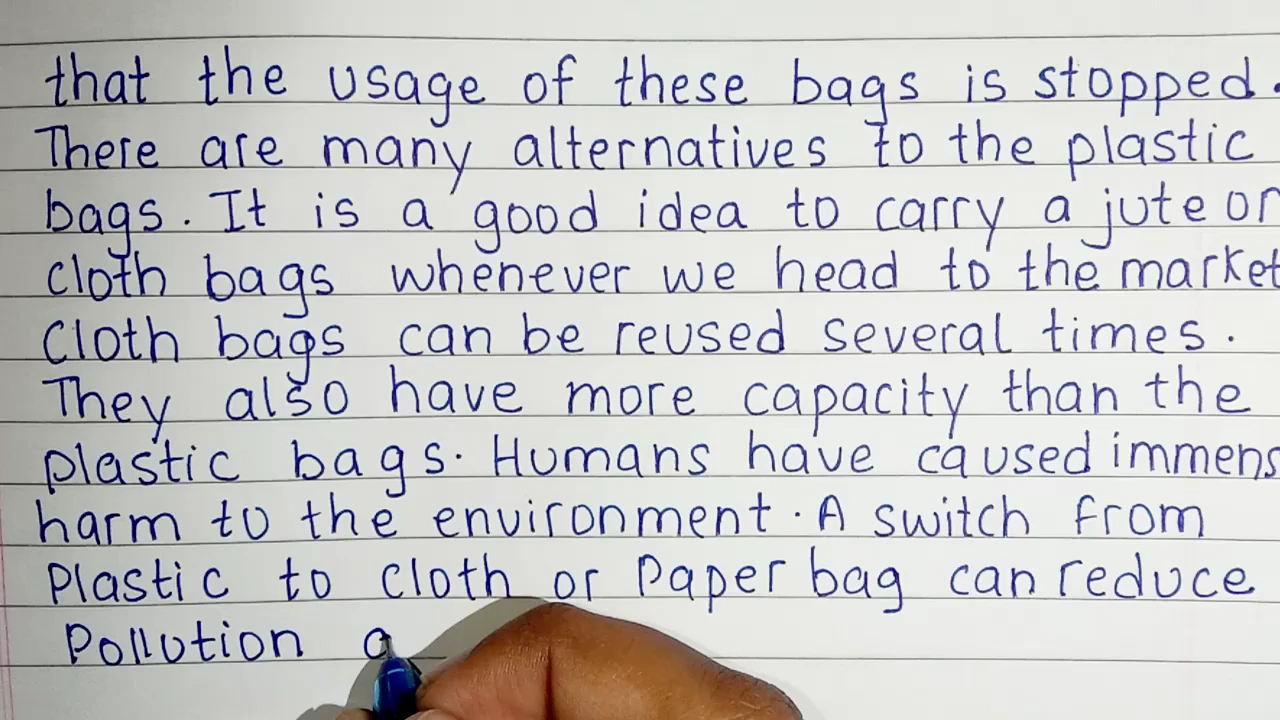 that the usage of these bags is stopped.
There are many alternatives to the plastic
bags. It is a good idea to carry a jute or
cloth bags whenever we head to the market
Cloth bags can be reused several times.
They also have more capacity than the
plastic bags. Humans have caused immens
harm to the environment. A switch from
Plastic to cloth or Paper bag can reduce
Pollution a